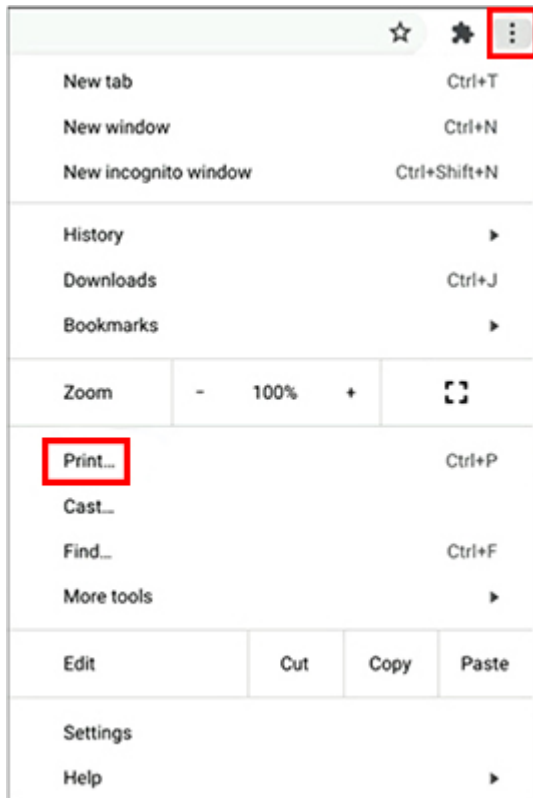 New tab Ctrl+T
New window Ctrl+N
New incognito window Ctrl+Shift+N
History
Downloads Ctrl+J
Bookmarks
Zoom - 100% +
Print... Ctrl+P
Cast...
Find... Ctrl+F
More tools
Edit Cut Copy Paste
Settings
Help